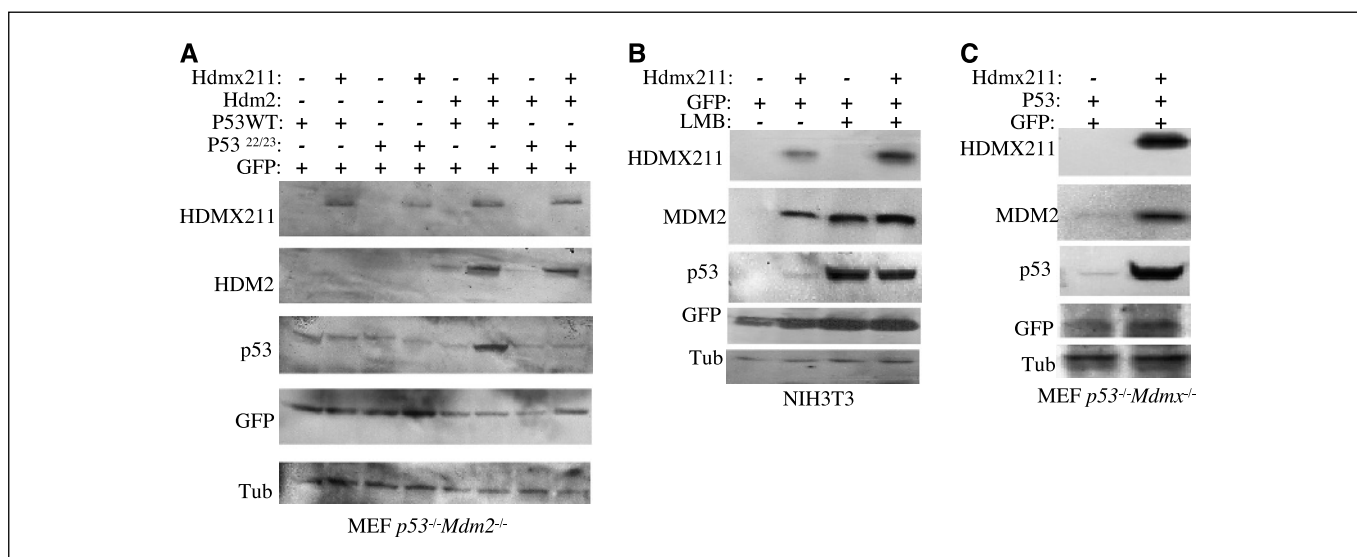 A
Hdmx211: - + - + - + - +
Hdm2: - - - - + + + +
P53WT: + + - - + + - -
P53 22/23: - - + + - - + +
GFP: + + + + + + + +
HDMX211
HDM2
p53
GFP
Tub
MEF p53-/-Mdm2-/-
B
Hdmx211: - + - +
GFP: + + + +
LMB: - - + +
HDMX211
MDM2
p53
GFP
Tub
NIH3T3
C
Hdmx211: - +
P53: + +
GFP: + +
HDMX211
MDM2
p53
GFP
Tub
MEF p53-/-Mdmx-/-